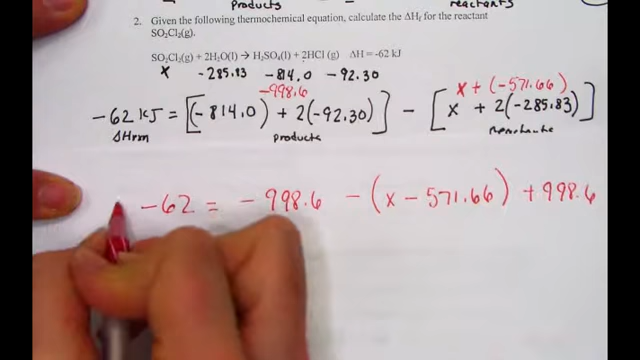 Products reactants
2. Given the following thermochemical equation, calculate the ΔHf for the reactant
SO₂Cl₂(g).
SO₂Cl₂(g) + 2H₂O(l) → H₂SO₄(l) + 2HCl (g) ΔH = -62 kJ
x -285.83 -814.0 -92.30
-998.6 x + (-571.66)
-62 kJ = [(-814.0) + 2(-92.30)] - [x + 2(-285.83)]
ΔHrxn products Reactants
-62 = -998.6 - (x - 571.66) + 998.6